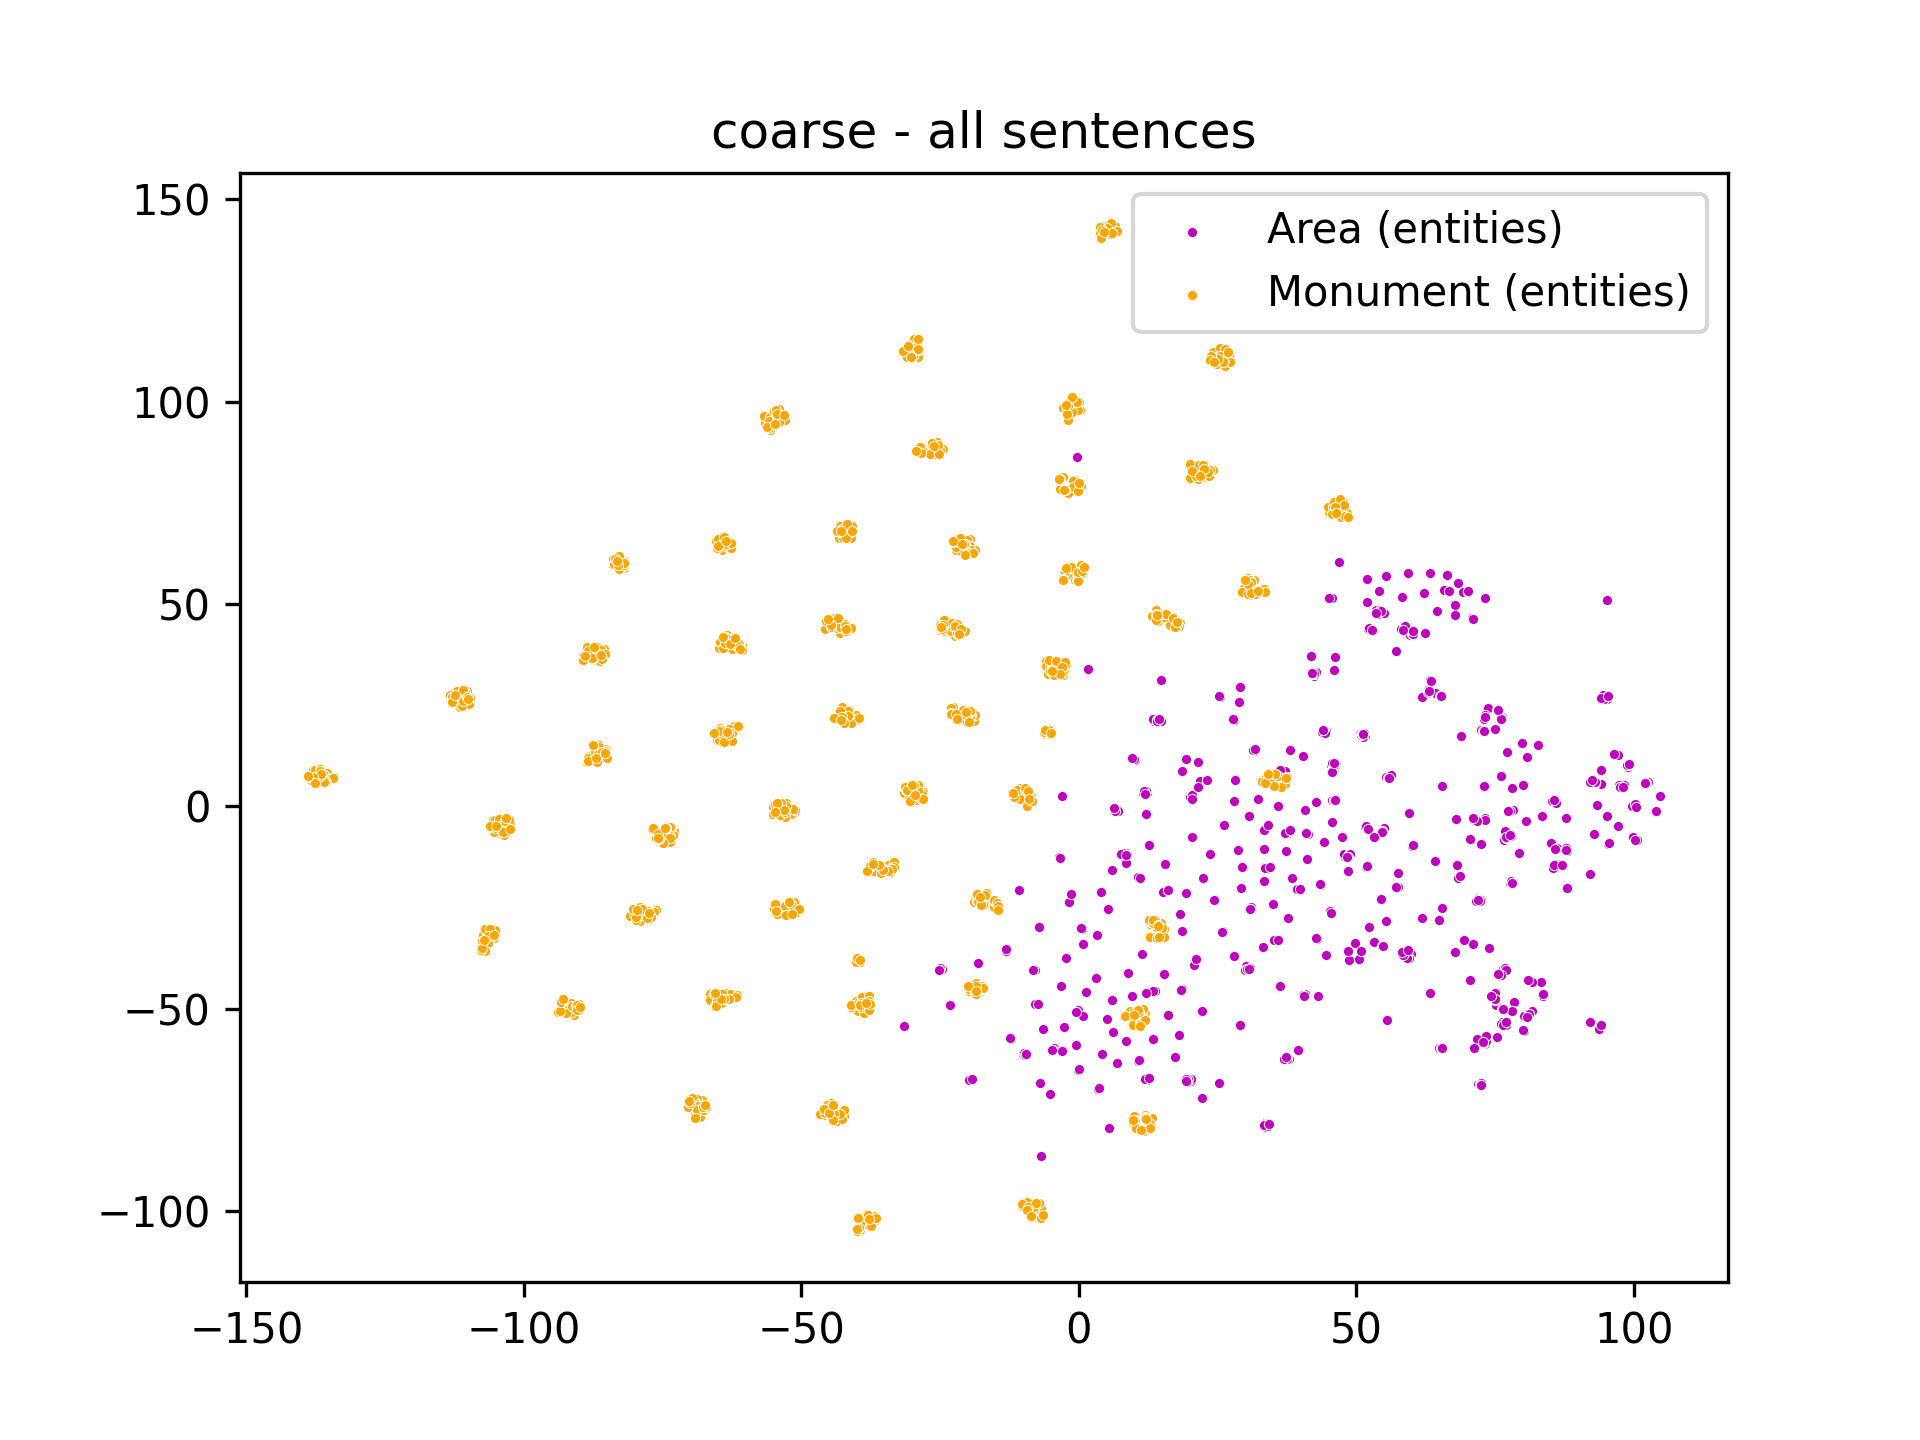 coarse - all sentences
Area (entities)
Monument (entities)
150
100
50
0
−50
−100
−150 −100 −50 0 50 100